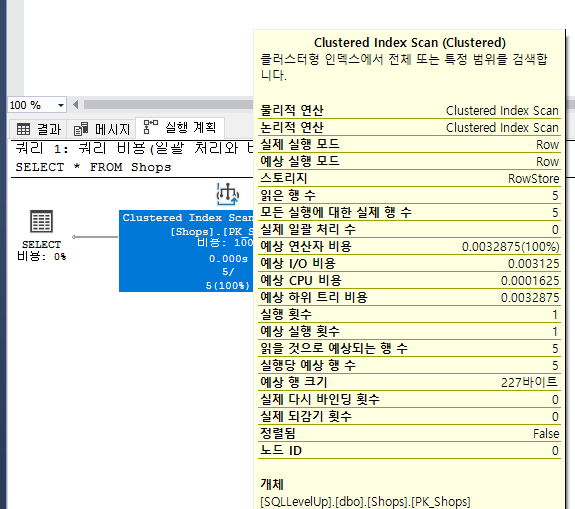 Clustered Index Scan (Clustered)
클러스터형 인덱스에서 전체 또는 특정 범위를 검색합
니다.
물리적 연산 Clustered Index Scan
논리적 연산 Clustered Index Scan
실제 실행 모드 Row
예상 실행 모드 Row
스토리지 RowStore
읽은 행 수 5
모든 실행에 대한 실제 행 수 5
실제 일괄 처리 수 0
예상 연산자 비용 0.0032875(100%)
예상 I/O 비용 0.003125
예상 CPU 비용 0.0001625
예상 하위 트리 비용 0.0032875
실행 횟수 1
예상 실행 횟수 1
읽을 것으로 예상되는 행 수 5
실행당 예상 행 수 5
예상 행 크기 227바이트
실제 다시 바인딩 횟수 0
실제 되감기 횟수 0
정렬됨 False
노드 ID 0
개체
[SQLLevelUp].[dbo].[Shops].[PK_Shops]
100 %
결과 메시지 실행 계획
쿼리 1: 쿼리 비용(일괄 처리와
SELECT * FROM Shops
SELECT
비용: 0%
Clustered Index Scan
[Shops].[PK_S
비용: 100
0.000s
5/
5(100%)